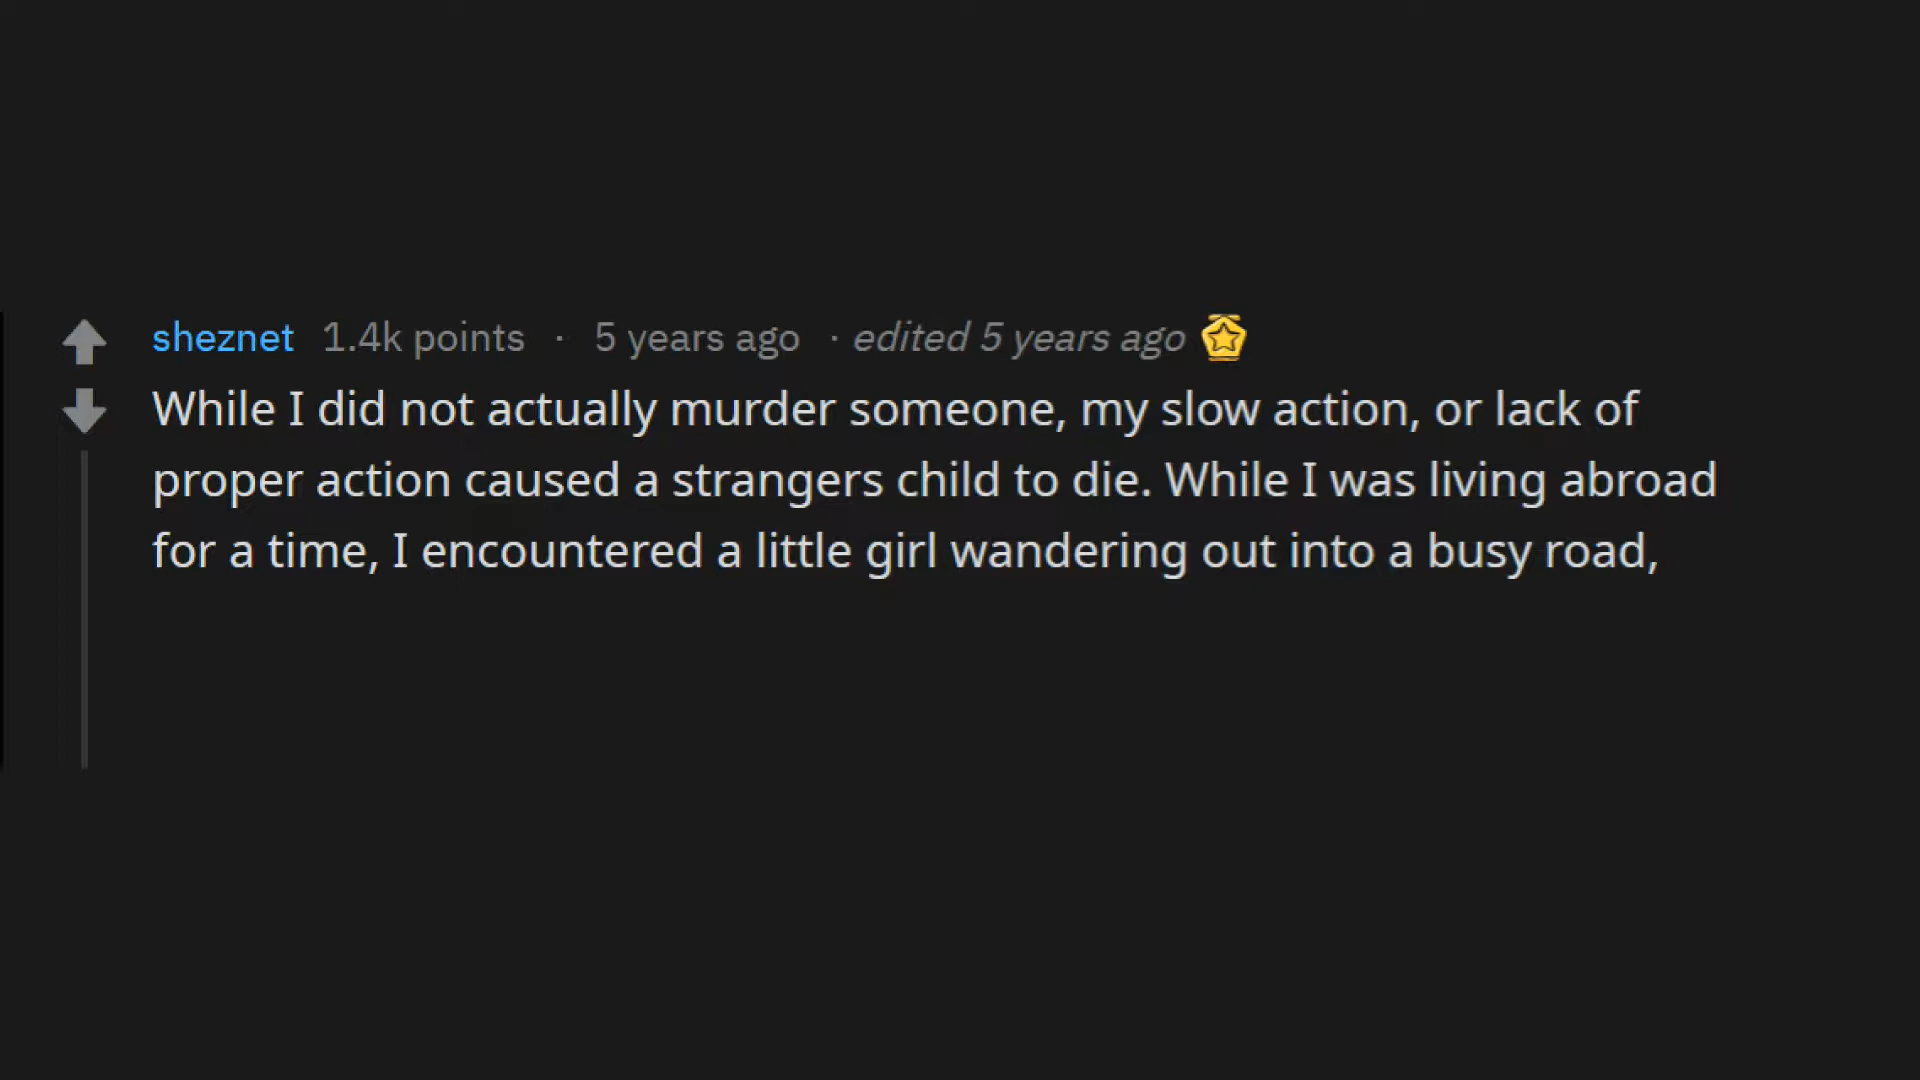 sheznet 1.4k points · 5 years ago · edited 5 years ago
While I did not actually murder someone, my slow action, or lack of
proper action caused a strangers child to die. While I was living abroad
for a time, I encountered a little girl wandering out into a busy road,